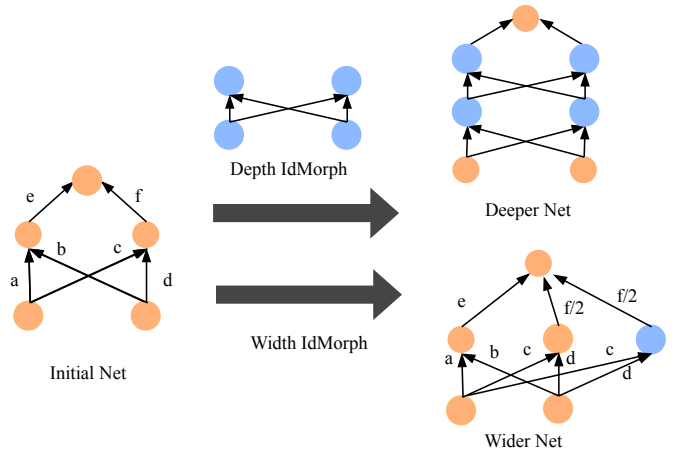 Depth IdMorph
e
f
b
c
a
d
Initial Net
Deeper Net
Width IdMorph
e
f/2
f/2
a
b
c
d
c
d
Wider Net